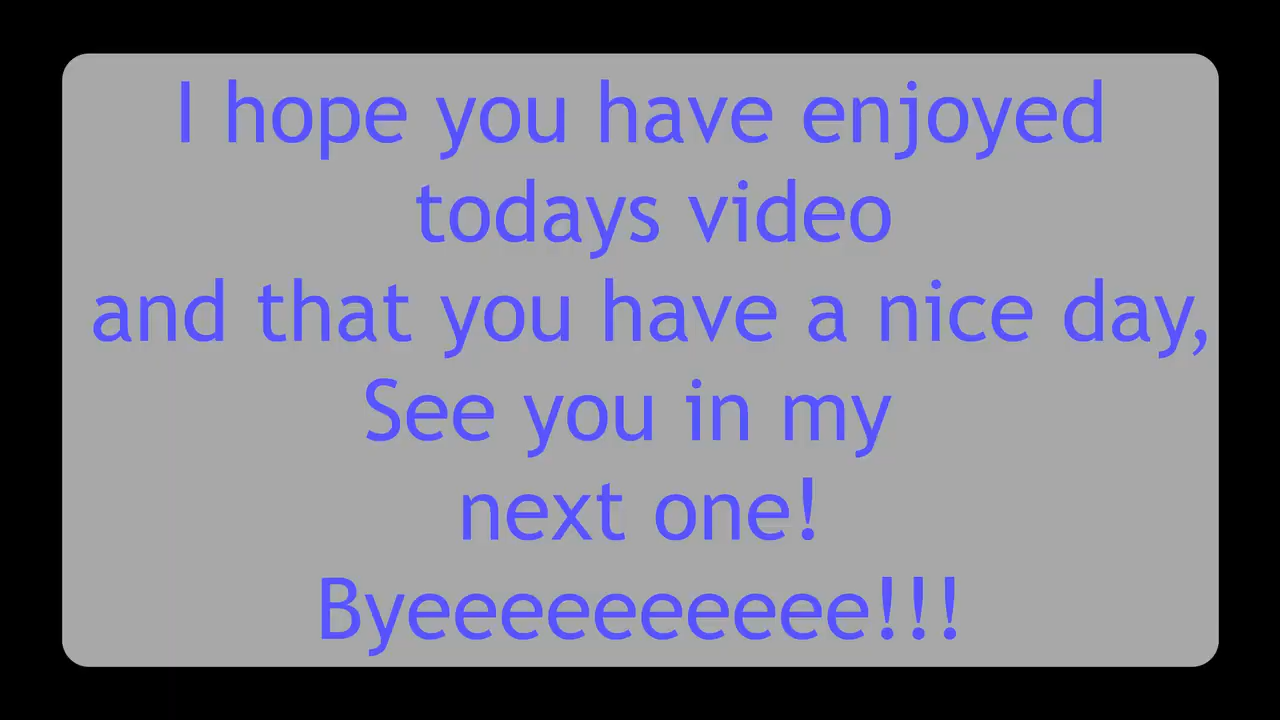 I hope you have enjoyed
todays video
and that you have a nice day,
See you in my
next one!
Byeeeeeeeeee!!!